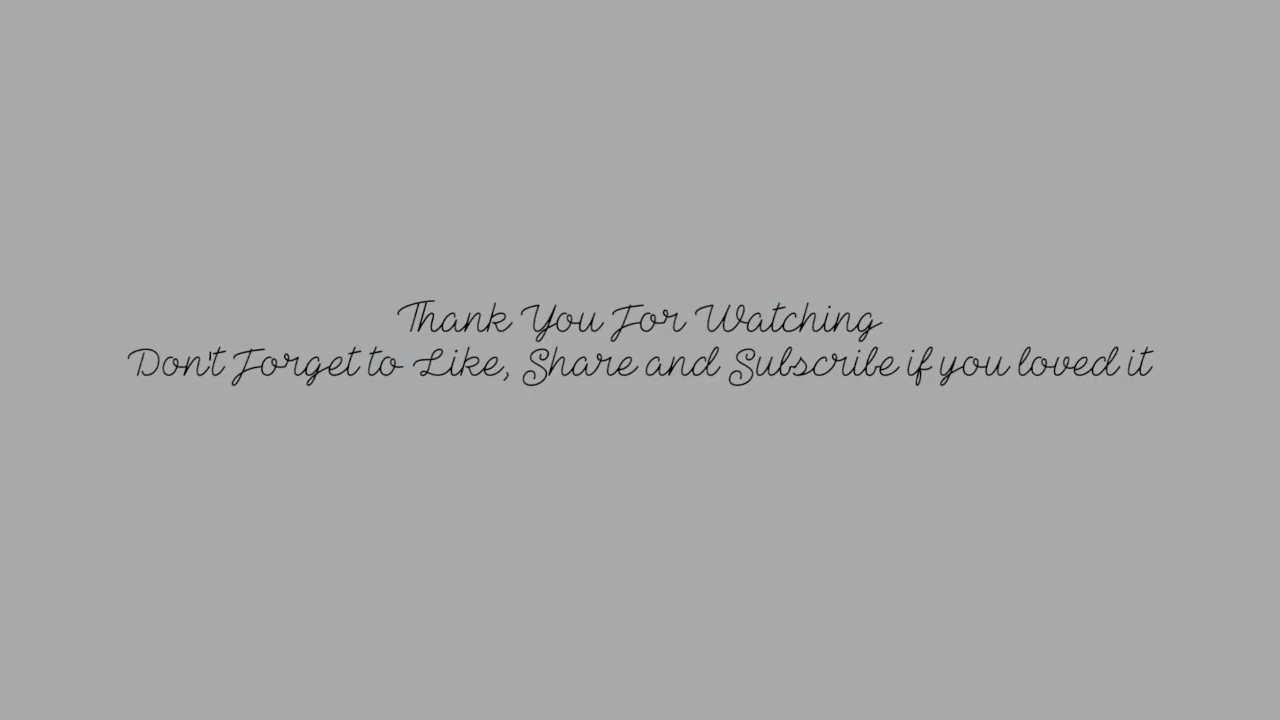 Thank You For Watching
Don't Forget to Like, Share and Subscribe if you loved it